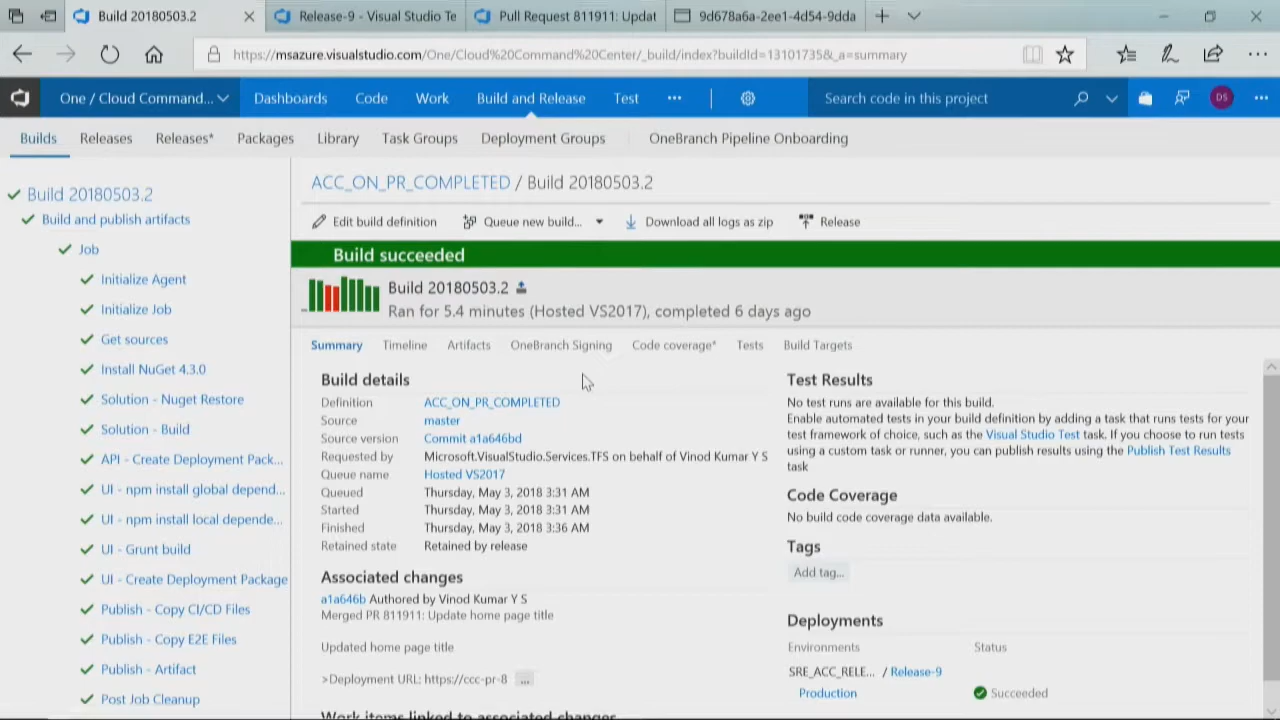 Build 20180503.2
Release-9 - Visual Studio Te
Pull Request 811911: Updat
9d678a6a-2ee1-4d54-9dda
https://msazure.visualstudio.com/One/Cloud%20Command%20Center/_build/index?buildId=13101735&_a=summary
One / Cloud Command... Dashboards Code Work Build and Release Test ... Search code in this project DS ...
Builds Releases Releases* Packages Library Task Groups Deployment Groups OneBranch Pipeline Onboarding
Build 20180503.2
Build and publish artifacts
Job
Initialize Agent
Initialize Job
Get sources
Install NuGet 4.3.0
Solution - Nuget Restore
Solution - Build
API - Create Deployment Pack...
UI - npm install global depend...
UI - npm install local depende...
UI - Grunt build
UI - Create Deployment Package
Publish - Copy CI/CD Files
Publish - Copy E2E Files
Publish - Artifact
Post Job Cleanup
ACC_ON_PR_COMPLETED / Build 20180503.2
Edit build definition Queue new build... Download all logs as zip Release
Build succeeded
Build 20180503.2
Ran for 5.4 minutes (Hosted VS2017), completed 6 days ago
Summary Timeline Artifacts OneBranch Signing Code coverage* Tests Build Targets
Build details
Definition ACC_ON_PR_COMPLETED
Source master
Source version Commit a1a646bd
Requested by Microsoft.VisualStudio.Services.TFS on behalf of Vinod Kumar Y S
Queue name Hosted VS2017
Queued Thursday, May 3, 2018 3:31 AM
Started Thursday, May 3, 2018 3:31 AM
Finished Thursday, May 3, 2018 3:36 AM
Retained state Retained by release
Associated changes
a1a646b Authored by Vinod Kumar Y S
Merged PR 811911: Update home page title
Updated home page title
>Deployment URL: https://ccc-pr-8 ...
Work items linked to associated changes
Test Results
No test runs are available for this build.
Enable automated tests in your build definition by adding a task that runs tests for your
test framework of choice, such as the Visual Studio Test task. If you choose to run tests
using a custom task or runner, you can publish results using the Publish Test Results
task
Code Coverage
No build code coverage data available.
Tags
Add tag...
Deployments
Environments Status
SRE_ACC_RELE... / Release-9
Production Succeeded